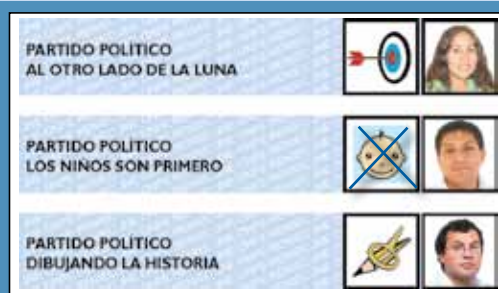 PARTIDO POLÍTICO
AL OTRO LADO DE LA LUNA
PARTIDO POLÍTICO
LOS NIÑOS SON PRIMERO
PARTIDO POLÍTICO
DIBUJANDO LA HISTORIA